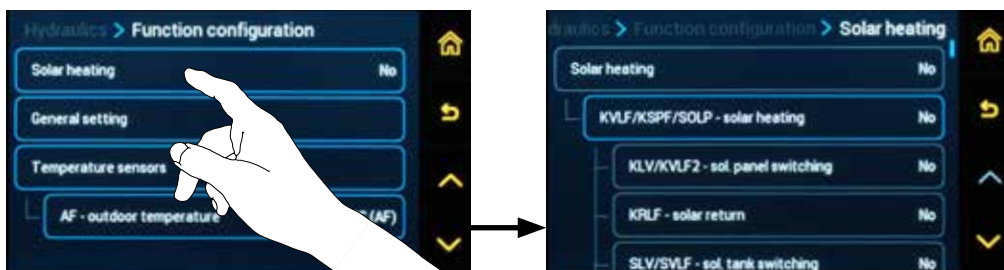 Hydraulics > Function configuration
Solar heating No
General setting
Temperature sensors
AF - outdoor temperature (AF)
draulics > Function configuration > Solar heating
Solar heating No
KVLF/KSPF/SOLP - solar heating No
KLV/KVLF2 - sol. panel switching No
KRLF - solar return No
SLV/SVLF - sol. tank switching No